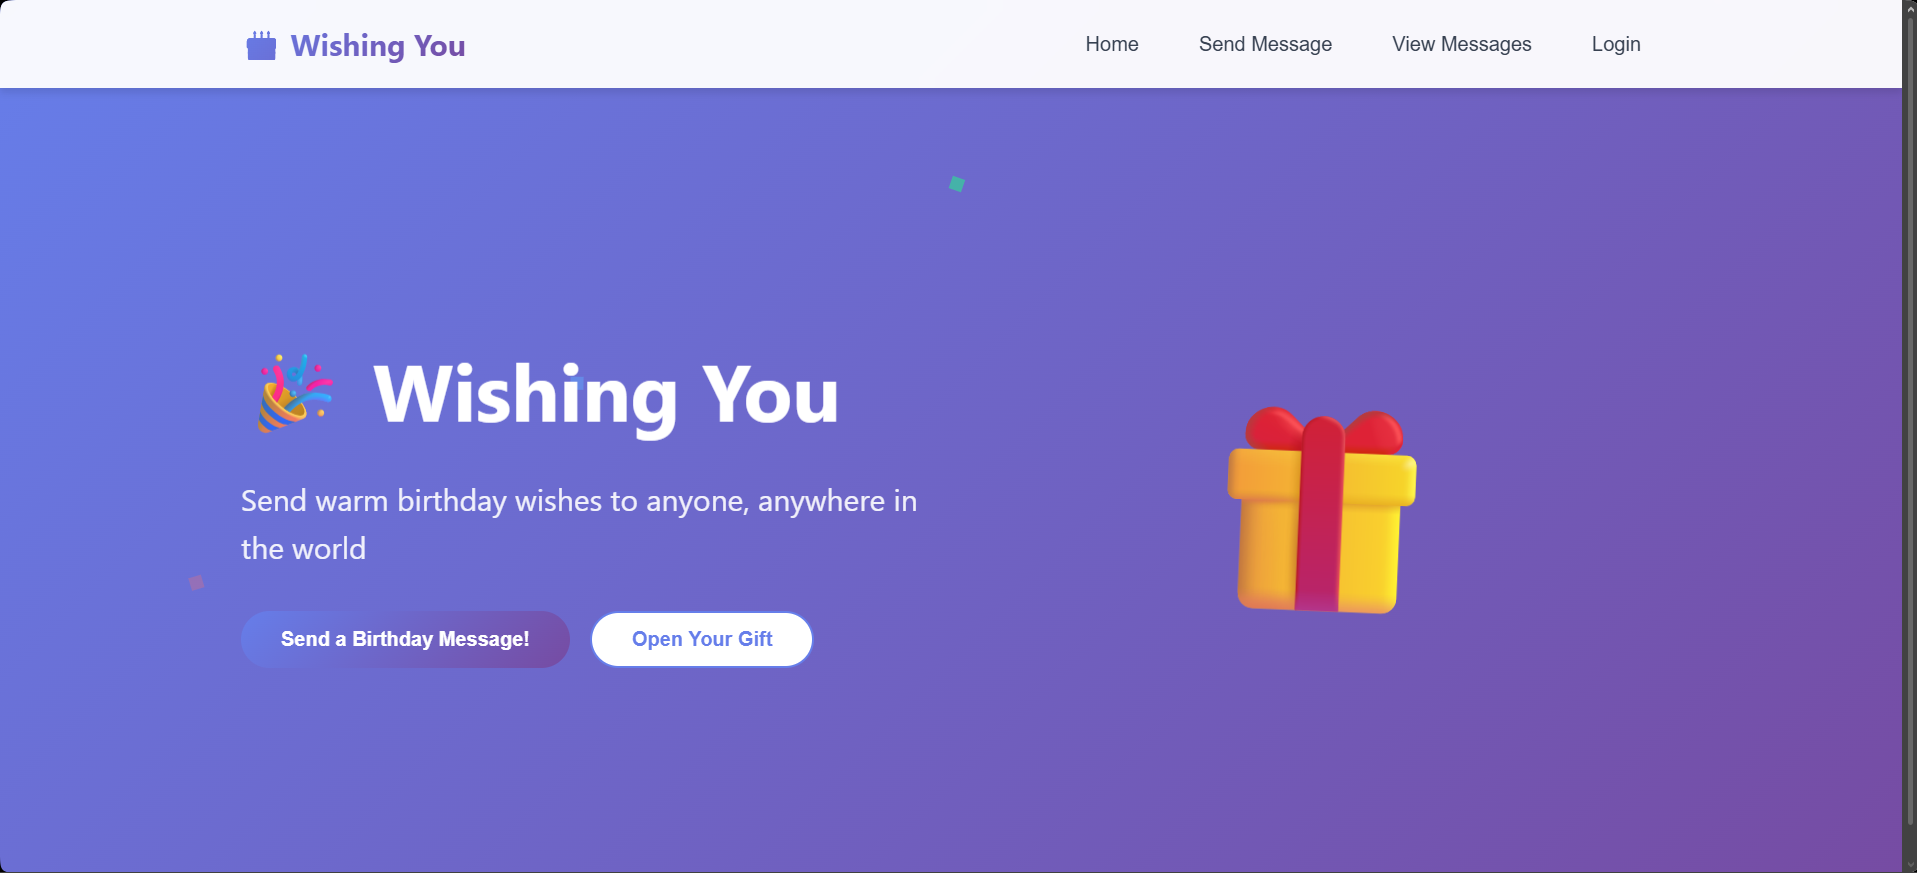 Wishing You
Home
Send Message
View Messages
Login
Wishing You
Send warm birthday wishes to anyone, anywhere in
the world
Send a Birthday Message!
Open Your Gift